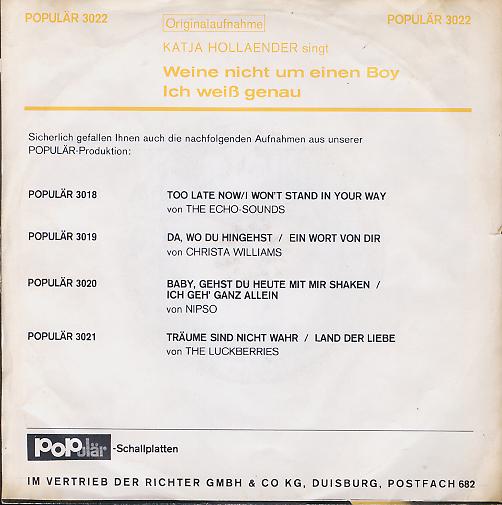 POPULÄR 3022 Originalaufnahme POPULÄR 3022
KATJA HOLLAENDER singt
Weine nicht um einen Boy
Ich weiß genau
Sicherlich gefallen Ihnen auch die nachfolgenden Aufnahmen aus unserer
POPULÄR-Produktion:
POPULÄR 3018 TOO LATE NOW/I WON'T STAND IN YOUR WAY
von THE ECHO-SOUNDS
POPULÄR 3019 DA, WO DU HINGEHST / EIN WORT VON DIR
von CHRISTA WILLIAMS
POPULÄR 3020 BABY, GEHST DU HEUTE MIT MIR SHAKEN /
ICH GEH' GANZ ALLEIN
von NIPSO
POPULÄR 3021 TRÄUME SIND NICHT WAHR / LAND DER LIEBE
von THE LUCKBERRIES
populär -Schallplatten
IM VERTRIEB DER RICHTER GMBH & CO KG, DUISBURG, POSTFACH 682